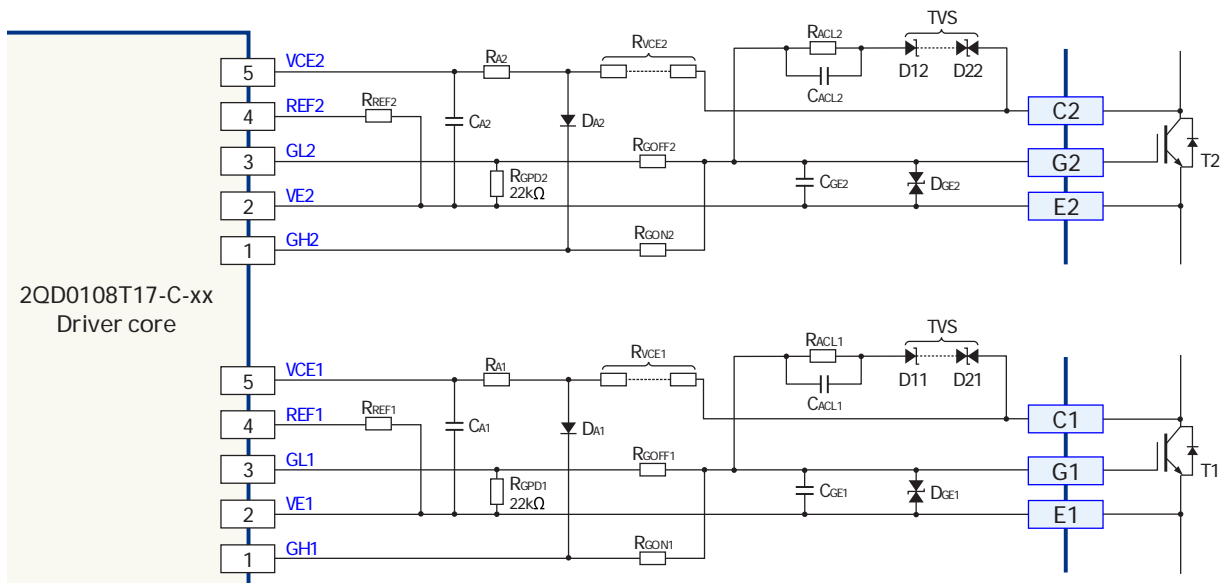 TVS
RVCE2
RACL2
5
VCE2
RA2
D12
D22
CACL2
4
REF2
RREF2
CA2
DA2
C2
3
GL2
RGOFF2
G2
T2
RGPD2
22kΩ
CGE2
DGE2
2
VE2
E2
1
GH2
RGON2
2QD0108T17-C-xx
Driver core
TVS
RVCE1
RACL1
5
VCE1
RA1
D11
D21
CACL1
4
REF1
RREF1
CA1
DA1
C1
3
GL1
RGOFF1
G1
T1
RGPD1
22kΩ
CGE1
DGE1
2
VE1
E1
1
GH1
RGON1